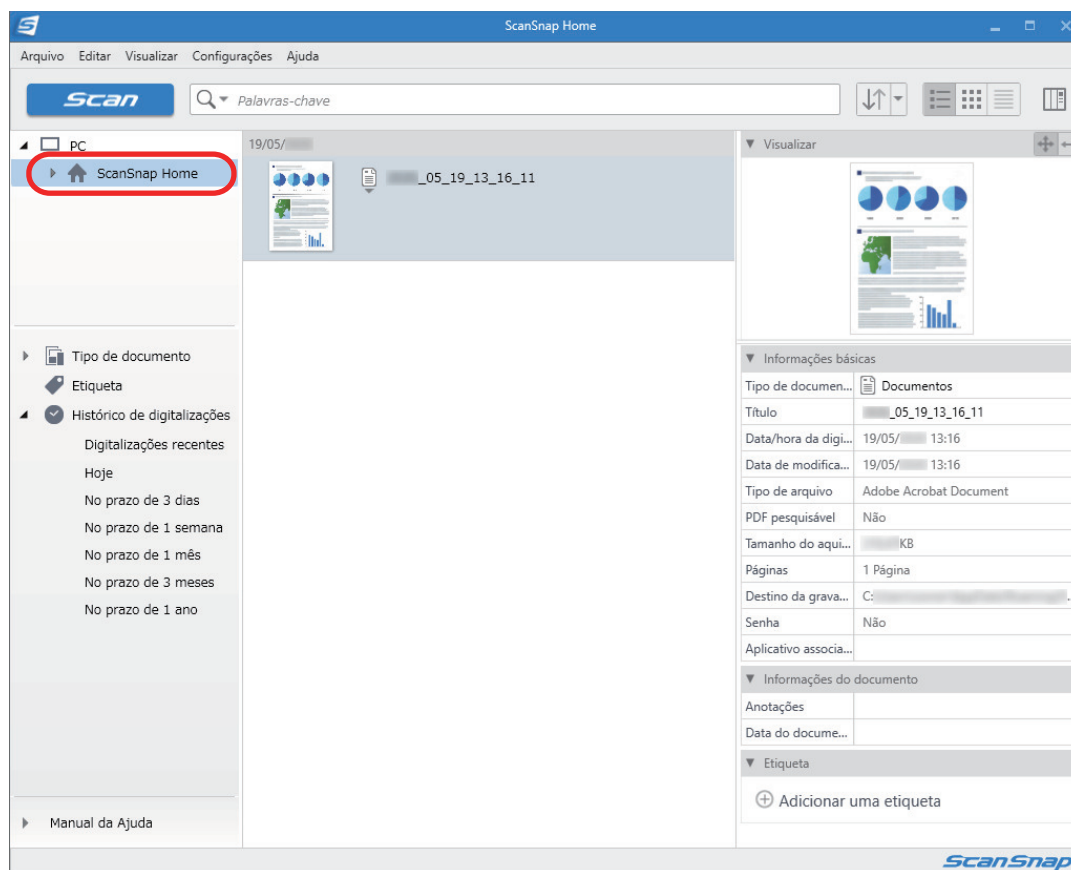 ScanSnap Home
Arquivo Editar Visualizar Configurações Ajuda
Scan
Palavras-chave
PC
ScanSnap Home
Tipo de documento
Etiqueta
Histórico de digitalizações
Digitalizações recentes
Hoje
No prazo de 3 dias
No prazo de 1 semana
No prazo de 1 mês
No prazo de 3 meses
No prazo de 1 ano
Manual da Ajuda
19/05/
_05_19_13_16_11
Visualizar
Informações básicas
Tipo de documen... Documentos
Título _05_19_13_16_11
Data/hora da digi... 19/05/ 13:16
Data de modifica... 19/05/ 13:16
Tipo de arquivo Adobe Acrobat Document
PDF pesquisável Não
Tamanho do aqui... KB
Páginas 1 Página
Destino da grava... C:
Senha Não
Aplicativo associa...
Informações do documento
Anotações
Data do docume...
Etiqueta
Adicionar uma etiqueta
ScanSnap